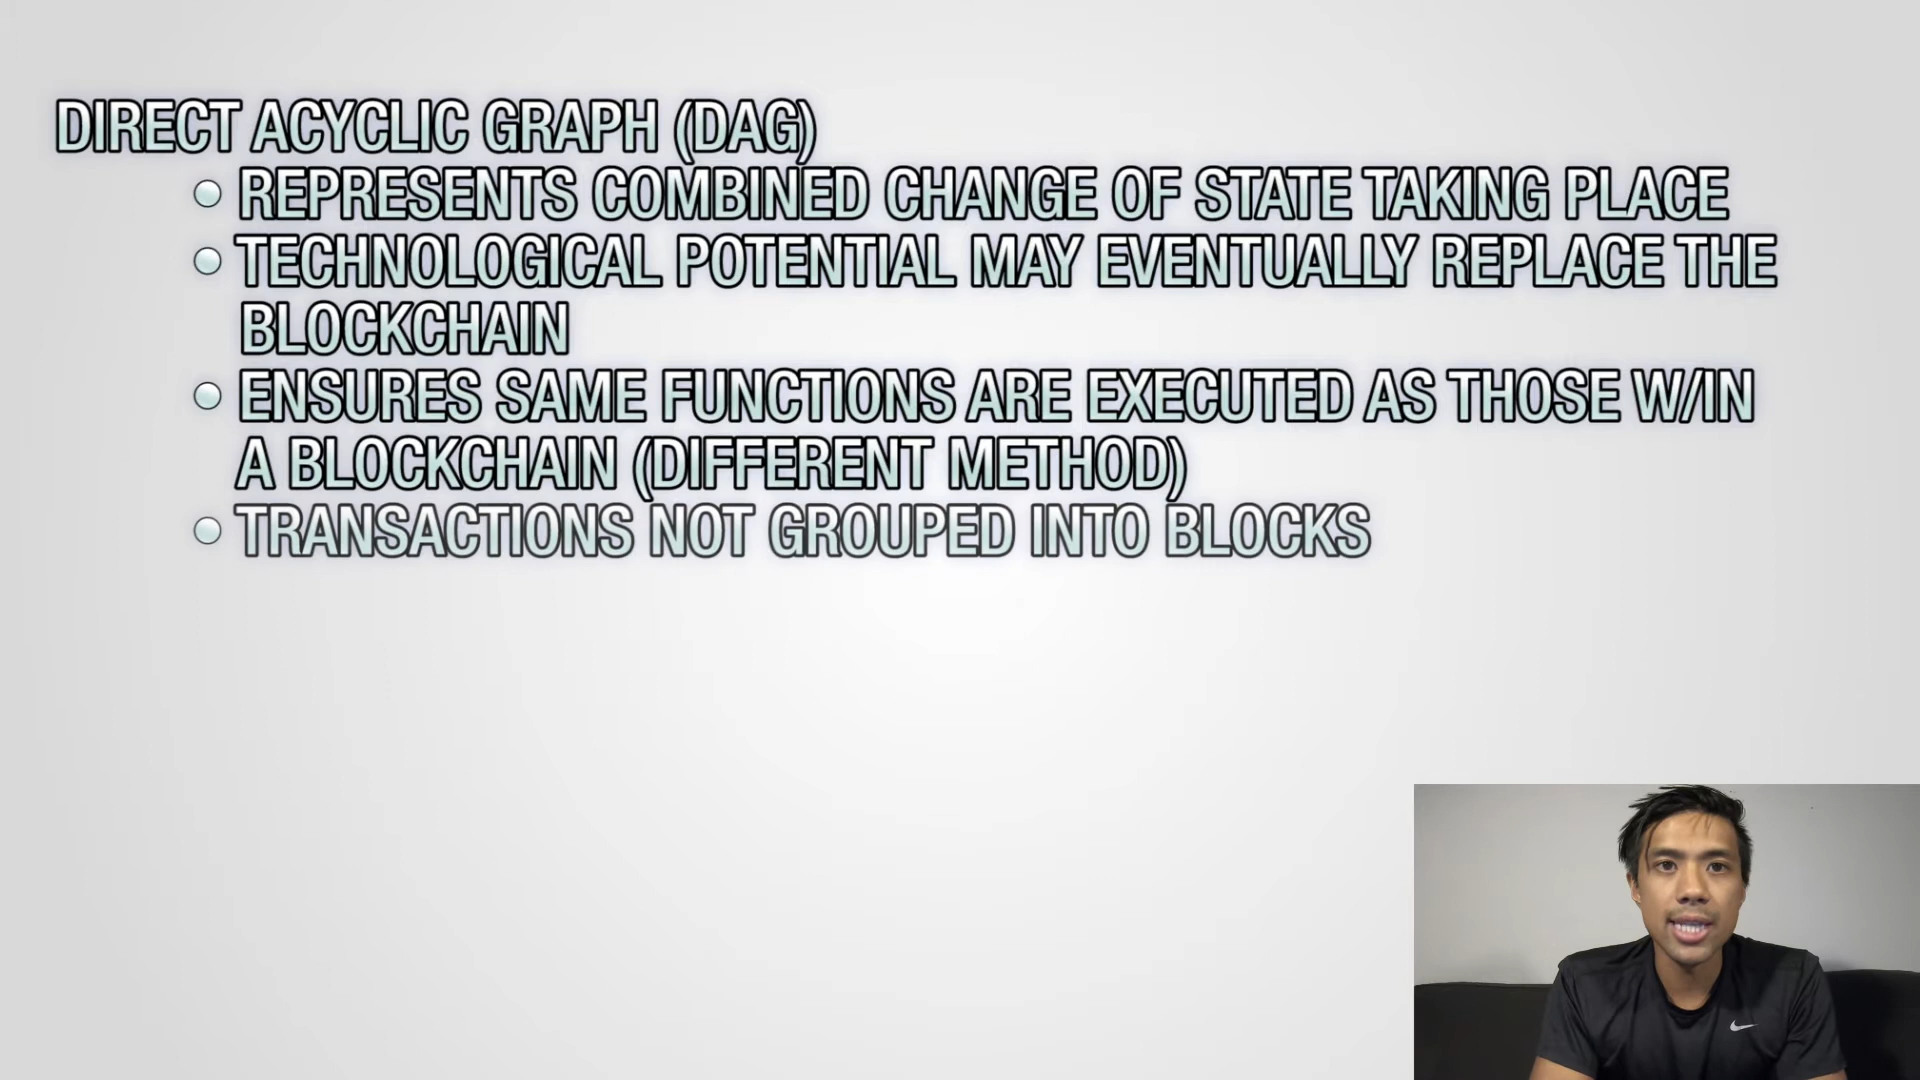 DIRECT ACYCLIC GRAPH (DAG)
• REPRESENTS COMBINED CHANGE OF STATE TAKING PLACE
• TECHNOLOGICAL POTENTIAL MAY EVENTUALLY REPLACE THE
BLOCKCHAIN
• ENSURES SAME FUNCTIONS ARE EXECUTED AS THOSE W/IN
A BLOCKCHAIN (DIFFERENT METHOD)
• TRANSACTIONS NOT GROUPED INTO BLOCKS